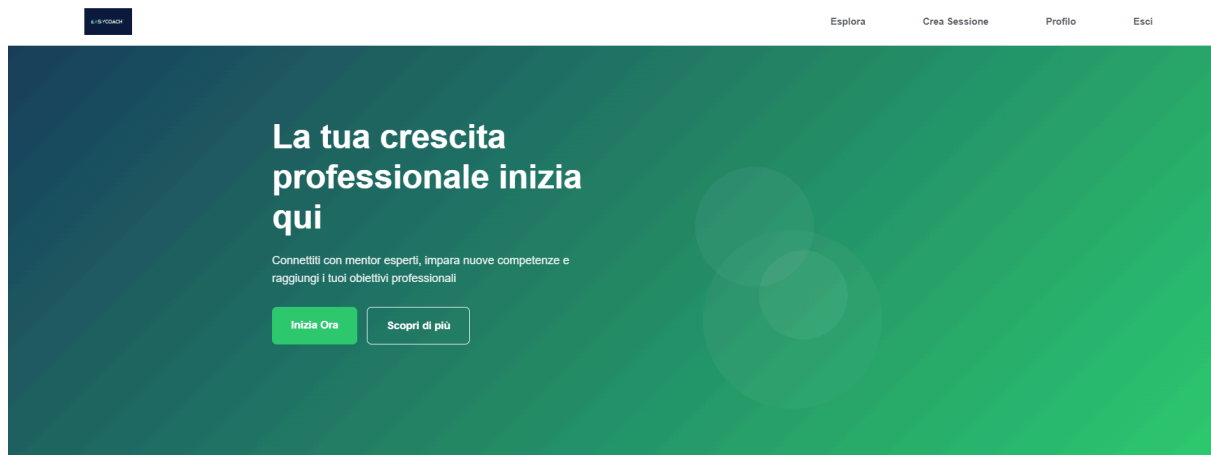 Esplora
Crea Sessione
Profilo
Esci
La tua crescita
professionale inizia
qui
Connettiti con mentor esperti, impara nuove competenze e
raggiungi i tuoi obiettivi professionali
Inizia Ora
Scopri di più